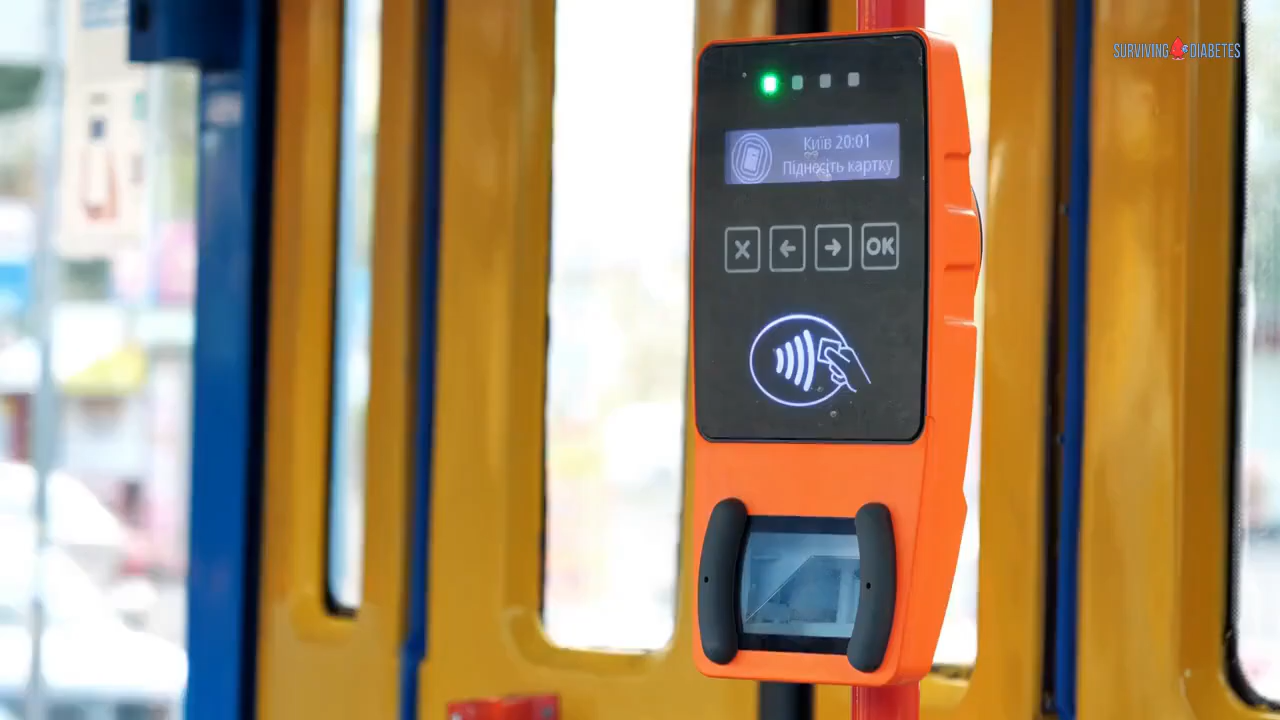 SURVIVING DIABETES
Київ 20:01
Піднесіть картку
X ← → OK